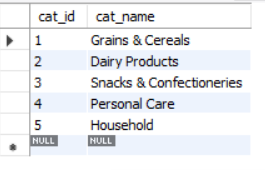 cat_id cat_name
1 Grains & Cereals
2 Dairy Products
3 Snacks & Confectioneries
4 Personal Care
5 Household
NULL NULL